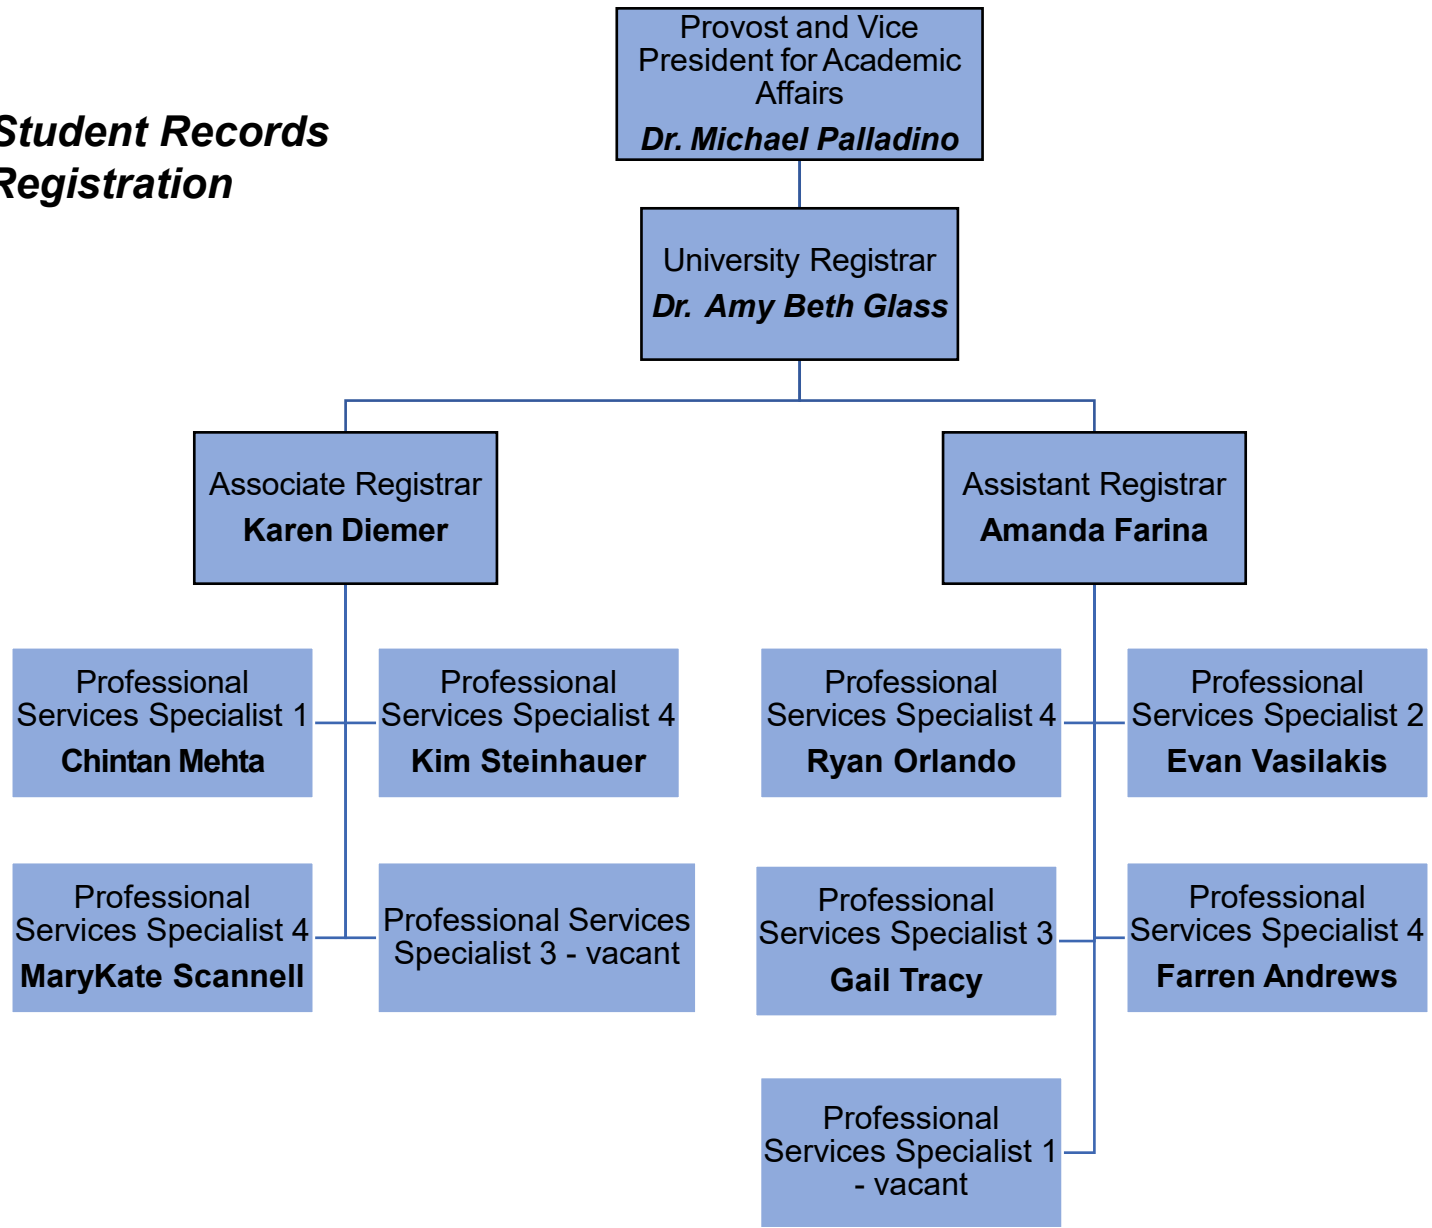 Provost and Vice
President for Academic
Affairs
Dr. Michael Palladino
Student Records
Registration
University Registrar
Dr. Amy Beth Glass
Associate Registrar
Karen Diemer
Assistant Registrar
Amanda Farina
Professional
Services Specialist 1
Chintan Mehta
Professional
Services Specialist 4
Kim Steinhauer
Professional
Services Specialist 4
Ryan Orlando
Professional
Services Specialist 2
Evan Vasilakis
Professional
Services Specialist 4
MaryKate Scannell
Professional Services
Specialist 3 - vacant
Professional
Services Specialist 3
Gail Tracy
Professional
Services Specialist 4
Farren Andrews
Professional
Services Specialist 1
- vacant